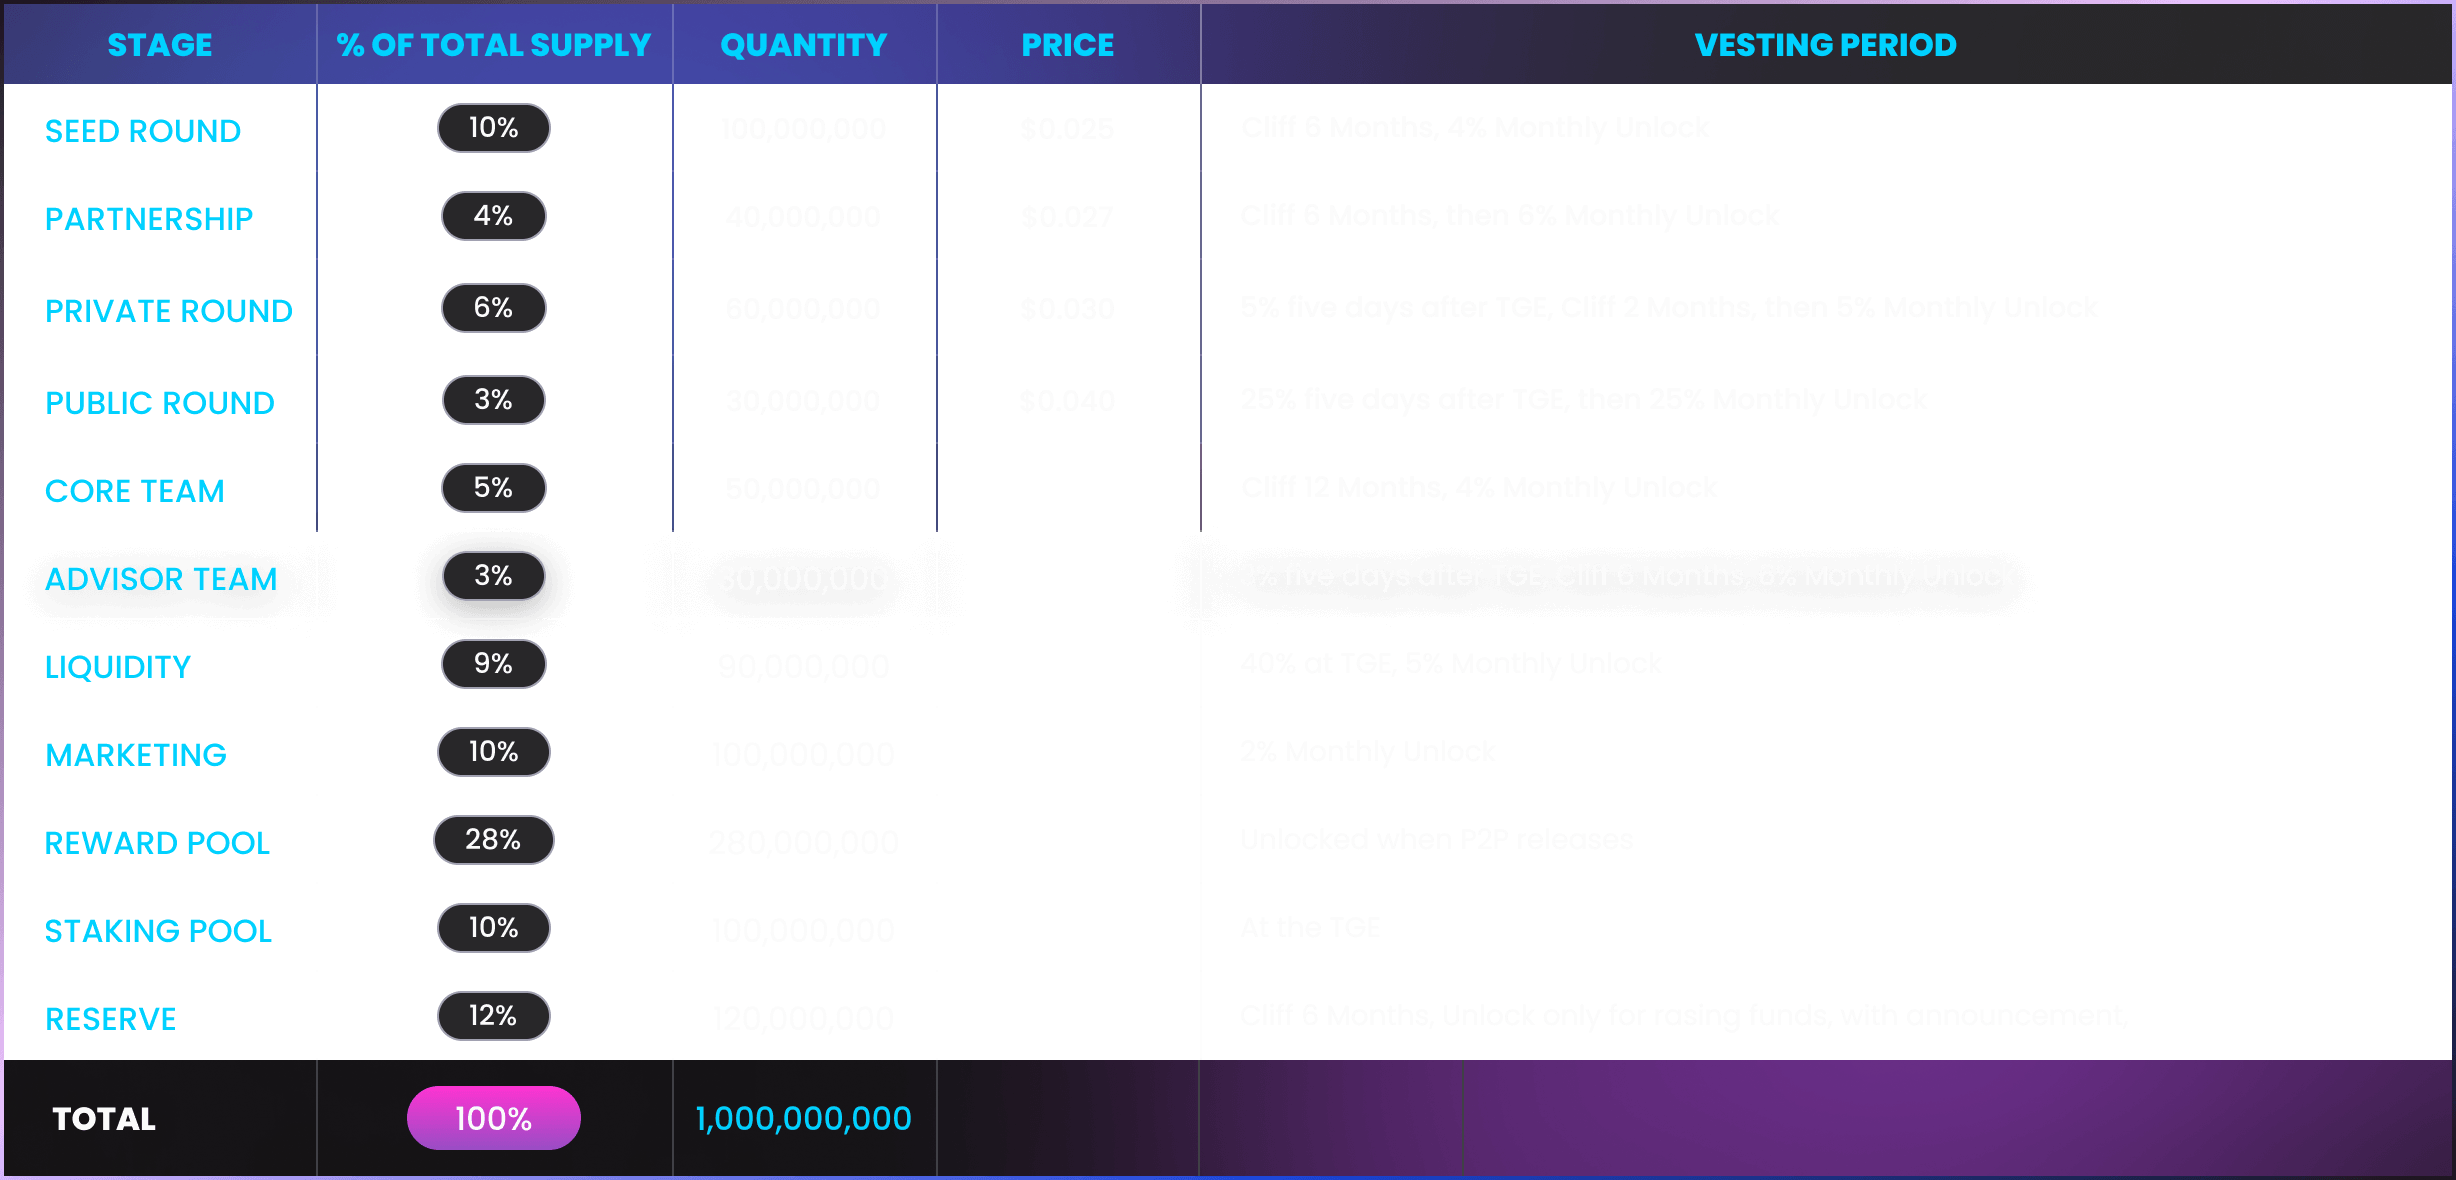 STAGE % OF TOTAL SUPPLY QUANTITY PRICE VESTING PERIOD
SEED ROUND 10% 100,000,000 $0.025 Cliff 6 Months, 4% Monthly Unlock
PARTNERSHIP 4% 40,000,000 $0.027 Cliff 6 Months, then 6% Monthly Unlock
PRIVATE ROUND 6% 60,000,000 $0.030 5% five days after TGE, Cliff 2 Months, then 5% Monthly Unlock
PUBLIC ROUND 3% 30,000,000 $0.040 25% five days after TGE, then 25% Monthly Unlock
CORE TEAM 5% 50,000,000 Cliff 12 Months, 4% Monthly Unlock
ADVISOR TEAM 3% 30,000,000 five days after TGE, Cliff 6 Months, 6% Monthly Unlock
LIQUIDITY 9% 90,000,000 40% at TGE, 5% Monthly Unlock
MARKETING 10% 100,000,000 2% Monthly Unlock
REWARD POOL 28% 280,000,000 Unlocked when P2P releases
STAKING POOL 10% 100,000,000 At the TGE
RESERVE 12% 120,000,000 Cliff 6 Months, Unlock only for rasing funds, with announcement.
TOTAL 100% 1,000,000,000